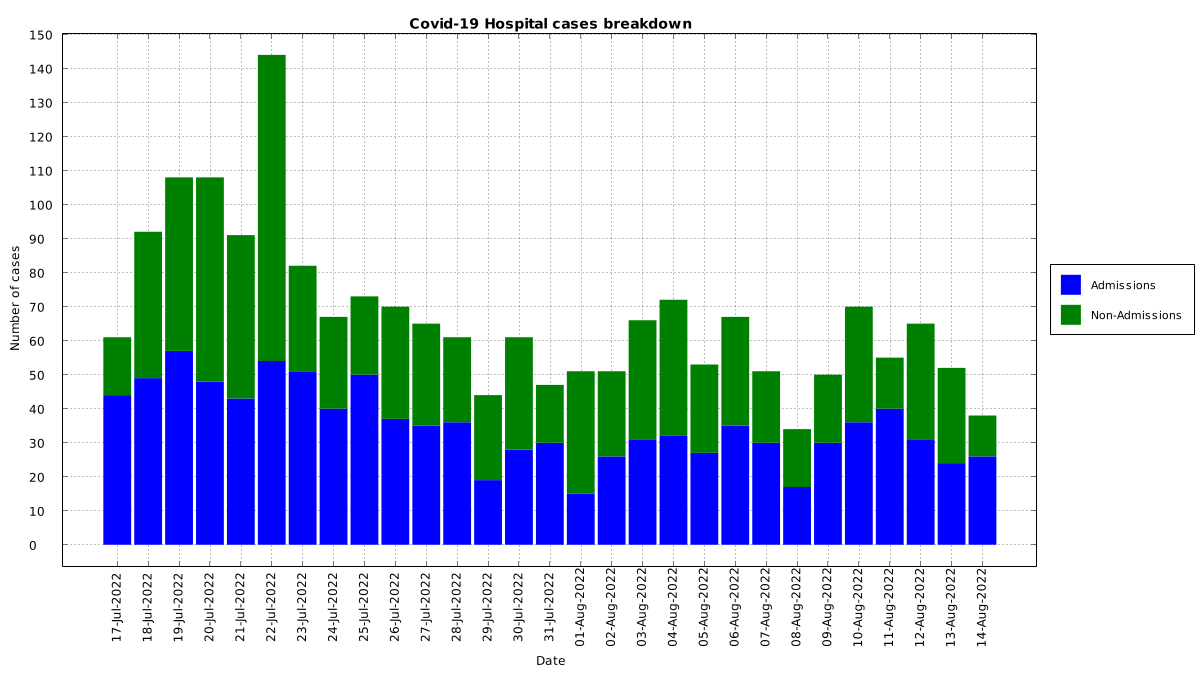 Covid-19 Hospital cases breakdown
150
140
130
120
110
100
90
80
70
60
50
40
30
20
10
0
Number of cases
17-Jul-2022
18-Jul-2022
19-Jul-2022
20-Jul-2022
21-Jul-2022
22-Jul-2022
23-Jul-2022
24-Jul-2022
25-Jul-2022
26-Jul-2022
27-Jul-2022
28-Jul-2022
29-Jul-2022
30-Jul-2022
31-Jul-2022
01-Aug-2022
02-Aug-2022
03-Aug-2022
04-Aug-2022
05-Aug-2022
06-Aug-2022
07-Aug-2022
08-Aug-2022
09-Aug-2022
10-Aug-2022
11-Aug-2022
12-Aug-2022
13-Aug-2022
14-Aug-2022
Date
Admissions
Non-Admissions